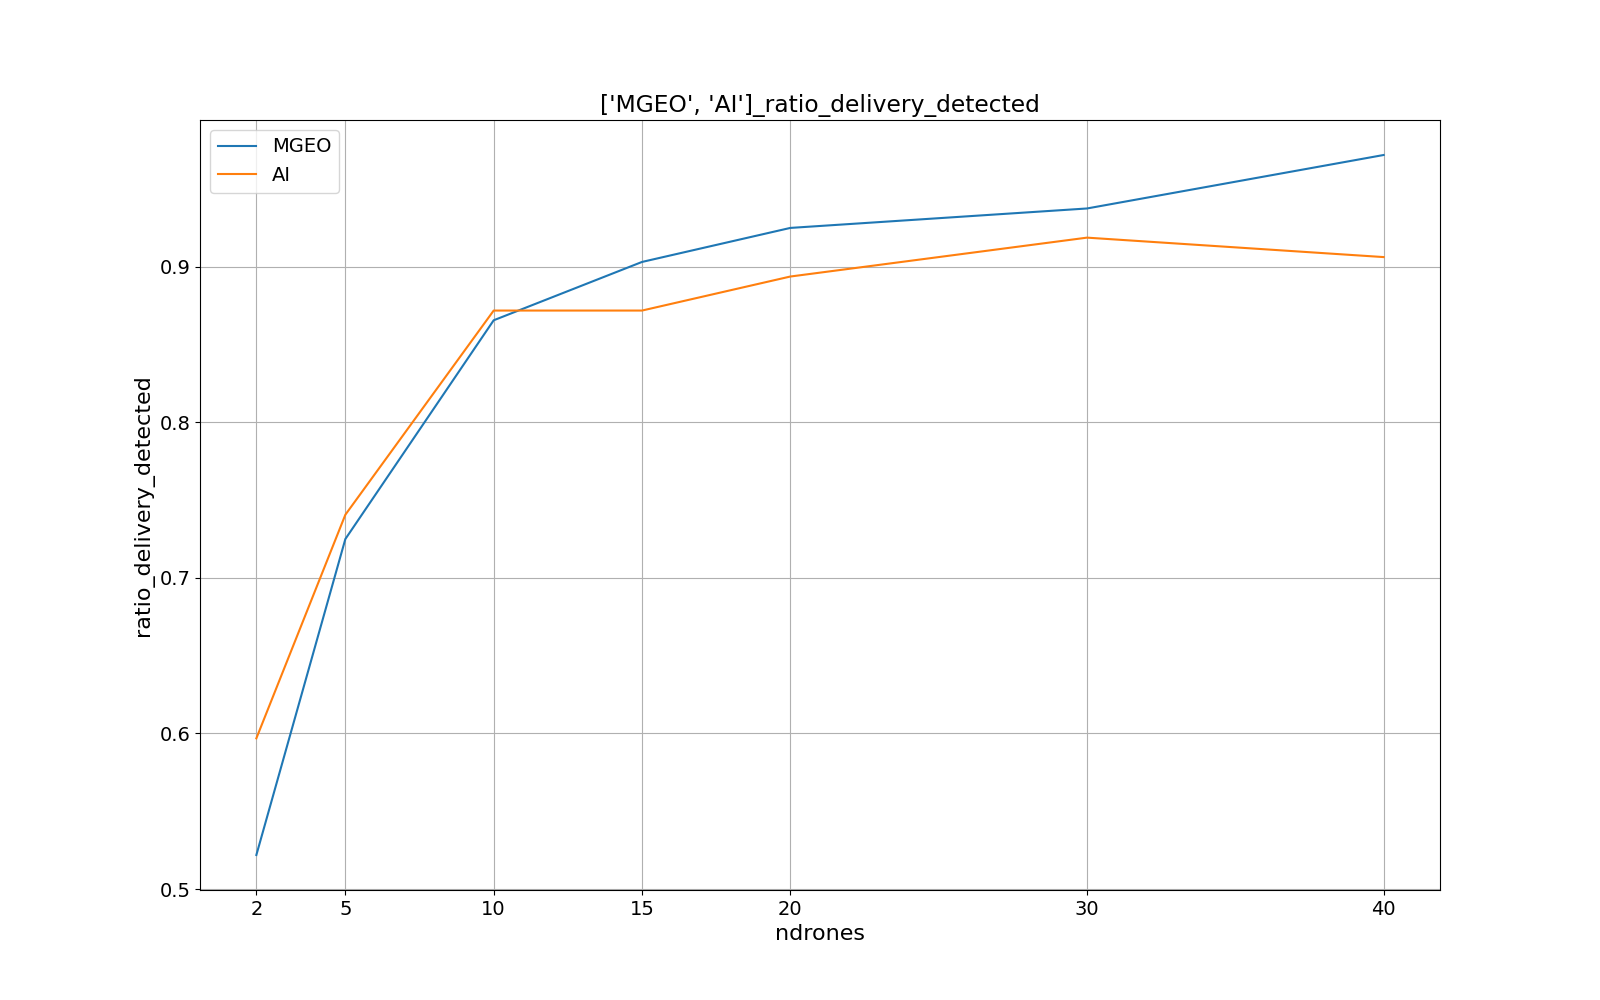 ['MGEO', 'AI']_ratio_delivery_detected
MGEO
AI
ratio_delivery_detected
0.9
0.8
0.7
0.6
0.5
2 5 10 15 20 30 40
ndrones